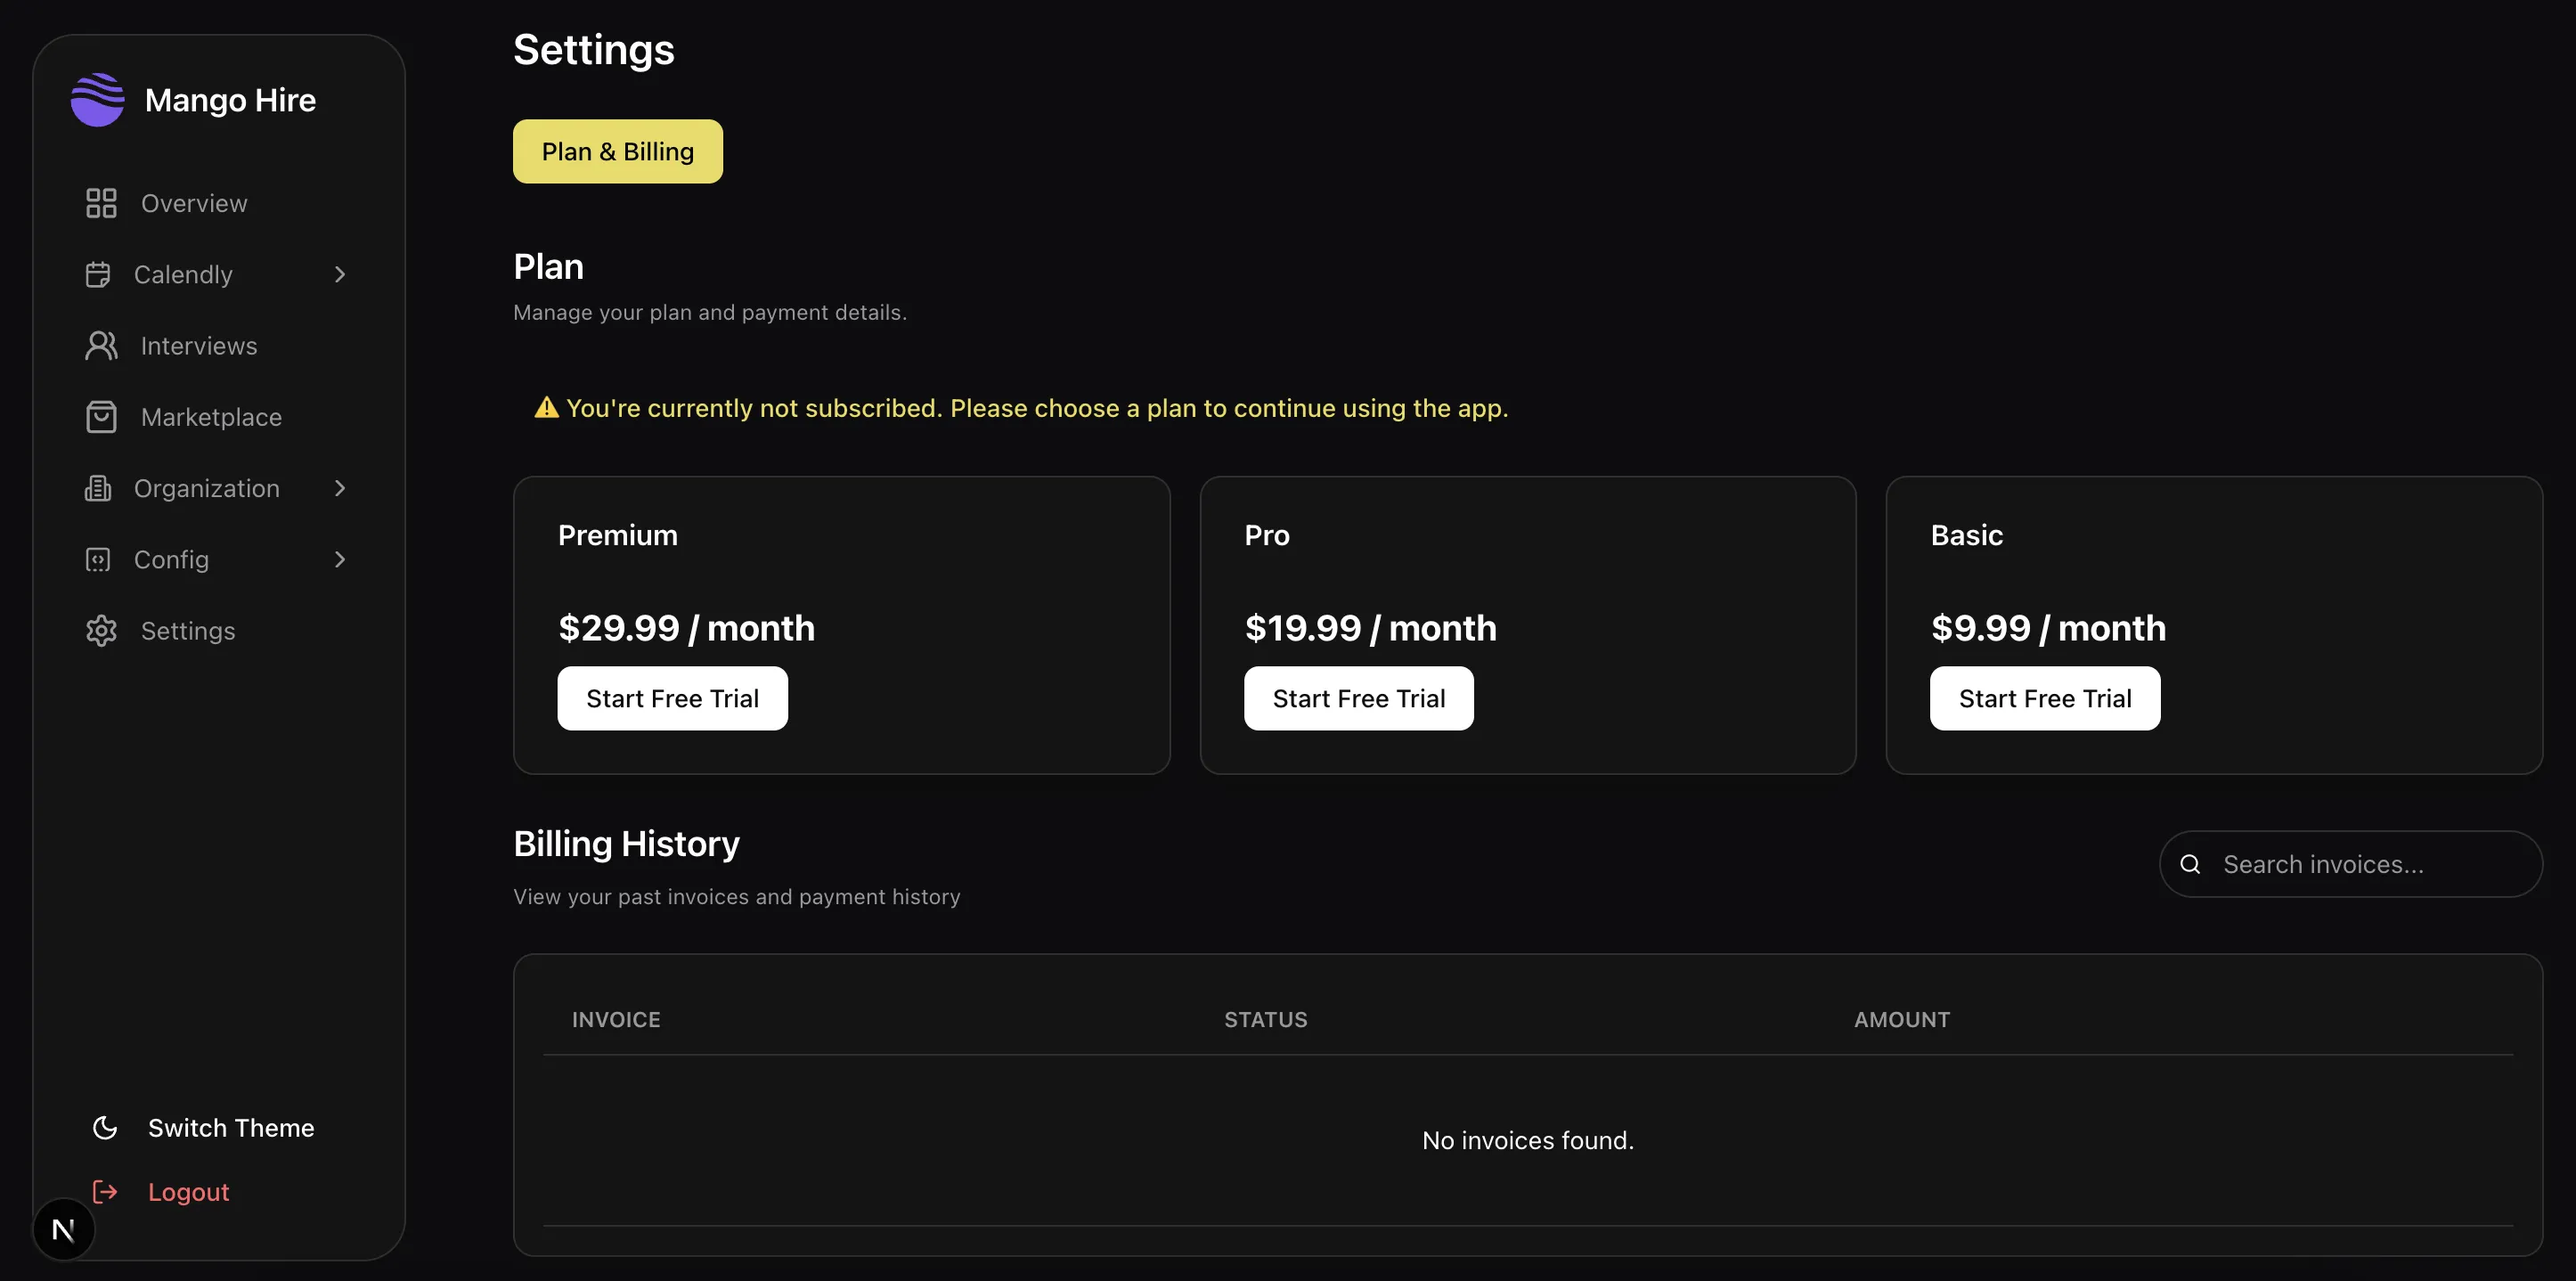 Mango Hire
Overview
Calendly
Interviews
Marketplace
Organization
Config
Settings
Switch Theme
Logout
N
Settings
Plan & Billing
Plan
Manage your plan and payment details.
⚠️ You're currently not subscribed. Please choose a plan to continue using the app.
Premium
$29.99 / month
Start Free Trial
Pro
$19.99 / month
Start Free Trial
Basic
$9.99 / month
Start Free Trial
Billing History
View your past invoices and payment history
Search invoices...
INVOICE STATUS AMOUNT
No invoices found.